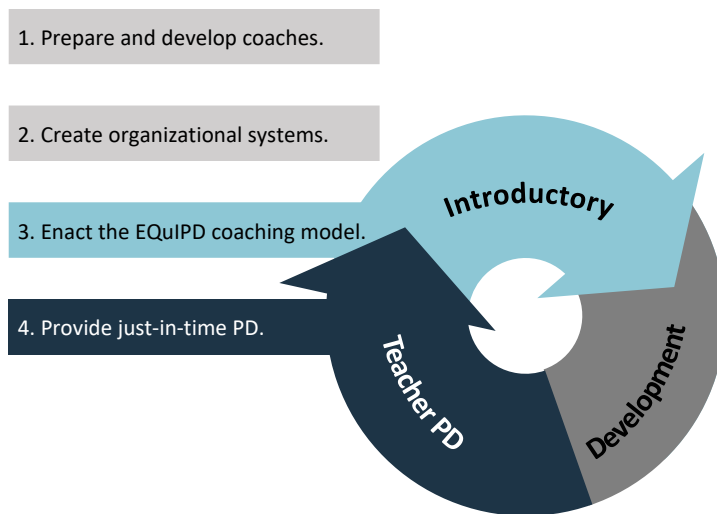 1. Prepare and develop coaches.
2. Create organizational systems.
3. Enact the EQuIPD coaching model.
4. Provide just-in-time PD.
Introductory
Development
Teacher PD